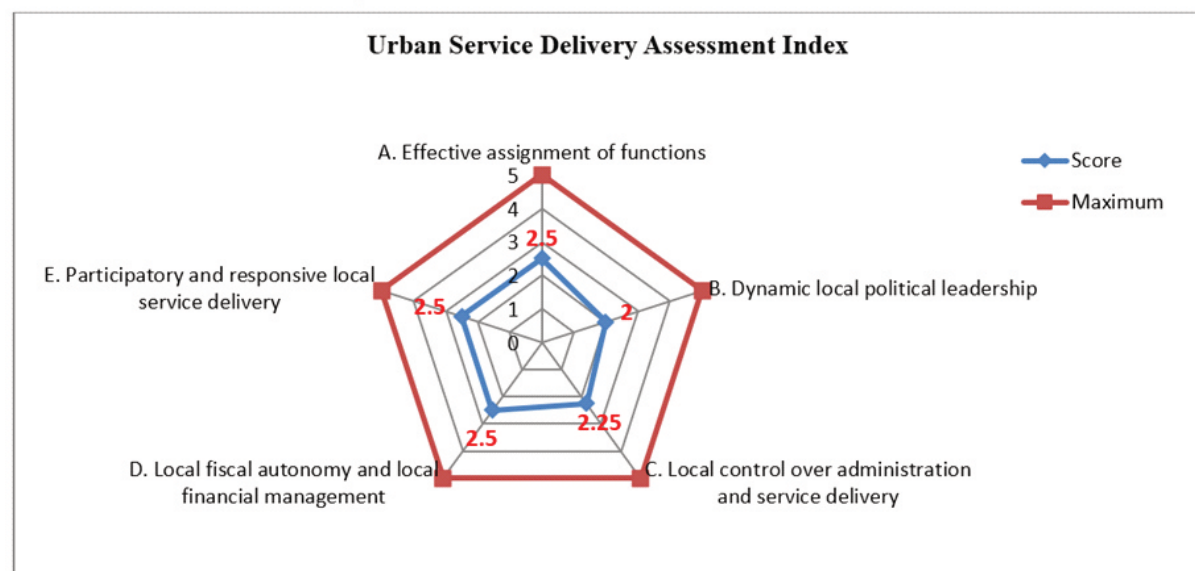 Urban Service Delivery Assessment Index
A. Effective assignment of functions
Score
Maximum
5
4
3
2
1
0
2.5
E. Participatory and responsive local
service delivery
2.5
2
B. Dynamic local political leadership
2.25
2.5
D. Local fiscal autonomy and local
financial management
C. Local control over administration
and service delivery